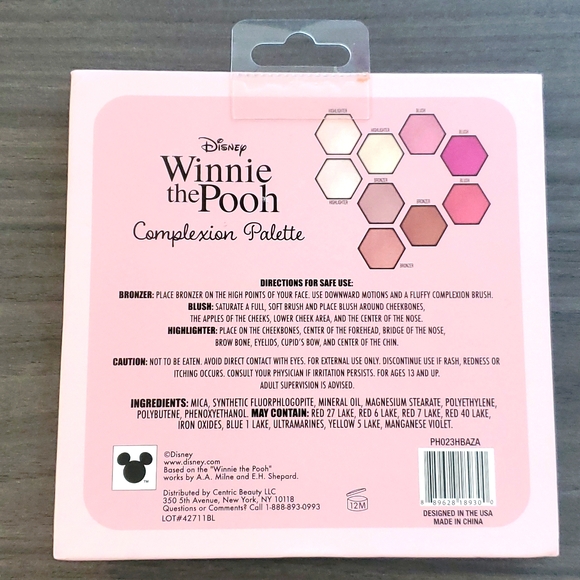 HIGHLIGHTER
HIGHLIGHTER
BLUSH
BLUSH
HIGHLIGHTER
BRONZER
BRONZER
BLUSH
BRONZER
Disney
Winnie
the Pooh
Complexion Palette
DIRECTIONS FOR SAFE USE:
BRONZER: PLACE BRONZER ON THE HIGH POINTS OF YOUR FACE. USE DOWNWARD MOTIONS AND A FLUFFY COMPLEXION BRUSH.
BLUSH: SATURATE A FULL, SOFT BRUSH AND PLACE BLUSH AROUND CHEEKBONES,
THE APPLES OF THE CHEEKS, LOWER CHEEK AREA, AND THE CENTER OF THE NOSE.
HIGHLIGHTER: PLACE ON THE CHEEKBONES, CENTER OF THE FOREHEAD, BRIDGE OF THE NOSE,
BROW BONE, EYELIDS, CUPID'S BOW, AND CENTER OF THE CHIN.
CAUTION: NOT TO BE EATEN. AVOID DIRECT CONTACT WITH EYES. FOR EXTERNAL USE ONLY. DISCONTINUE USE IF RASH, REDNESS OR
ITCHING OCCURS. CONSULT YOUR PHYSICIAN IF IRRITATION PERSISTS. FOR AGES 13 AND UP.
ADULT SUPERVISION IS ADVISED.
INGREDIENTS: MICA, SYNTHETIC FLUORPHLOGOPITE, MINERAL OIL, MAGNESIUM STEARATE, POLYETHYLENE,
POLYBUTENE, PHENOXYETHANOL. MAY CONTAIN: RED 27 LAKE, RED 6 LAKE, RED 7 LAKE, RED 40 LAKE,
IRON OXIDES, BLUE 1 LAKE, ULTRAMARINES, YELLOW 5 LAKE, MANGANESE VIOLET.
PH023HBAZA
©Disney
www.disney.com
Based on the "Winnie the Pooh"
works by A.A. Milne and E.H. Shepard.
TM
Distributed by Centric Beauty LLC
350 5th Avenue, New York, NY 10118
Questions or Comments? Call 1-888-893-0993
LOT#42711BL
12M
8 89628 18930 0
DESIGNED IN THE USA
MADE IN CHINA